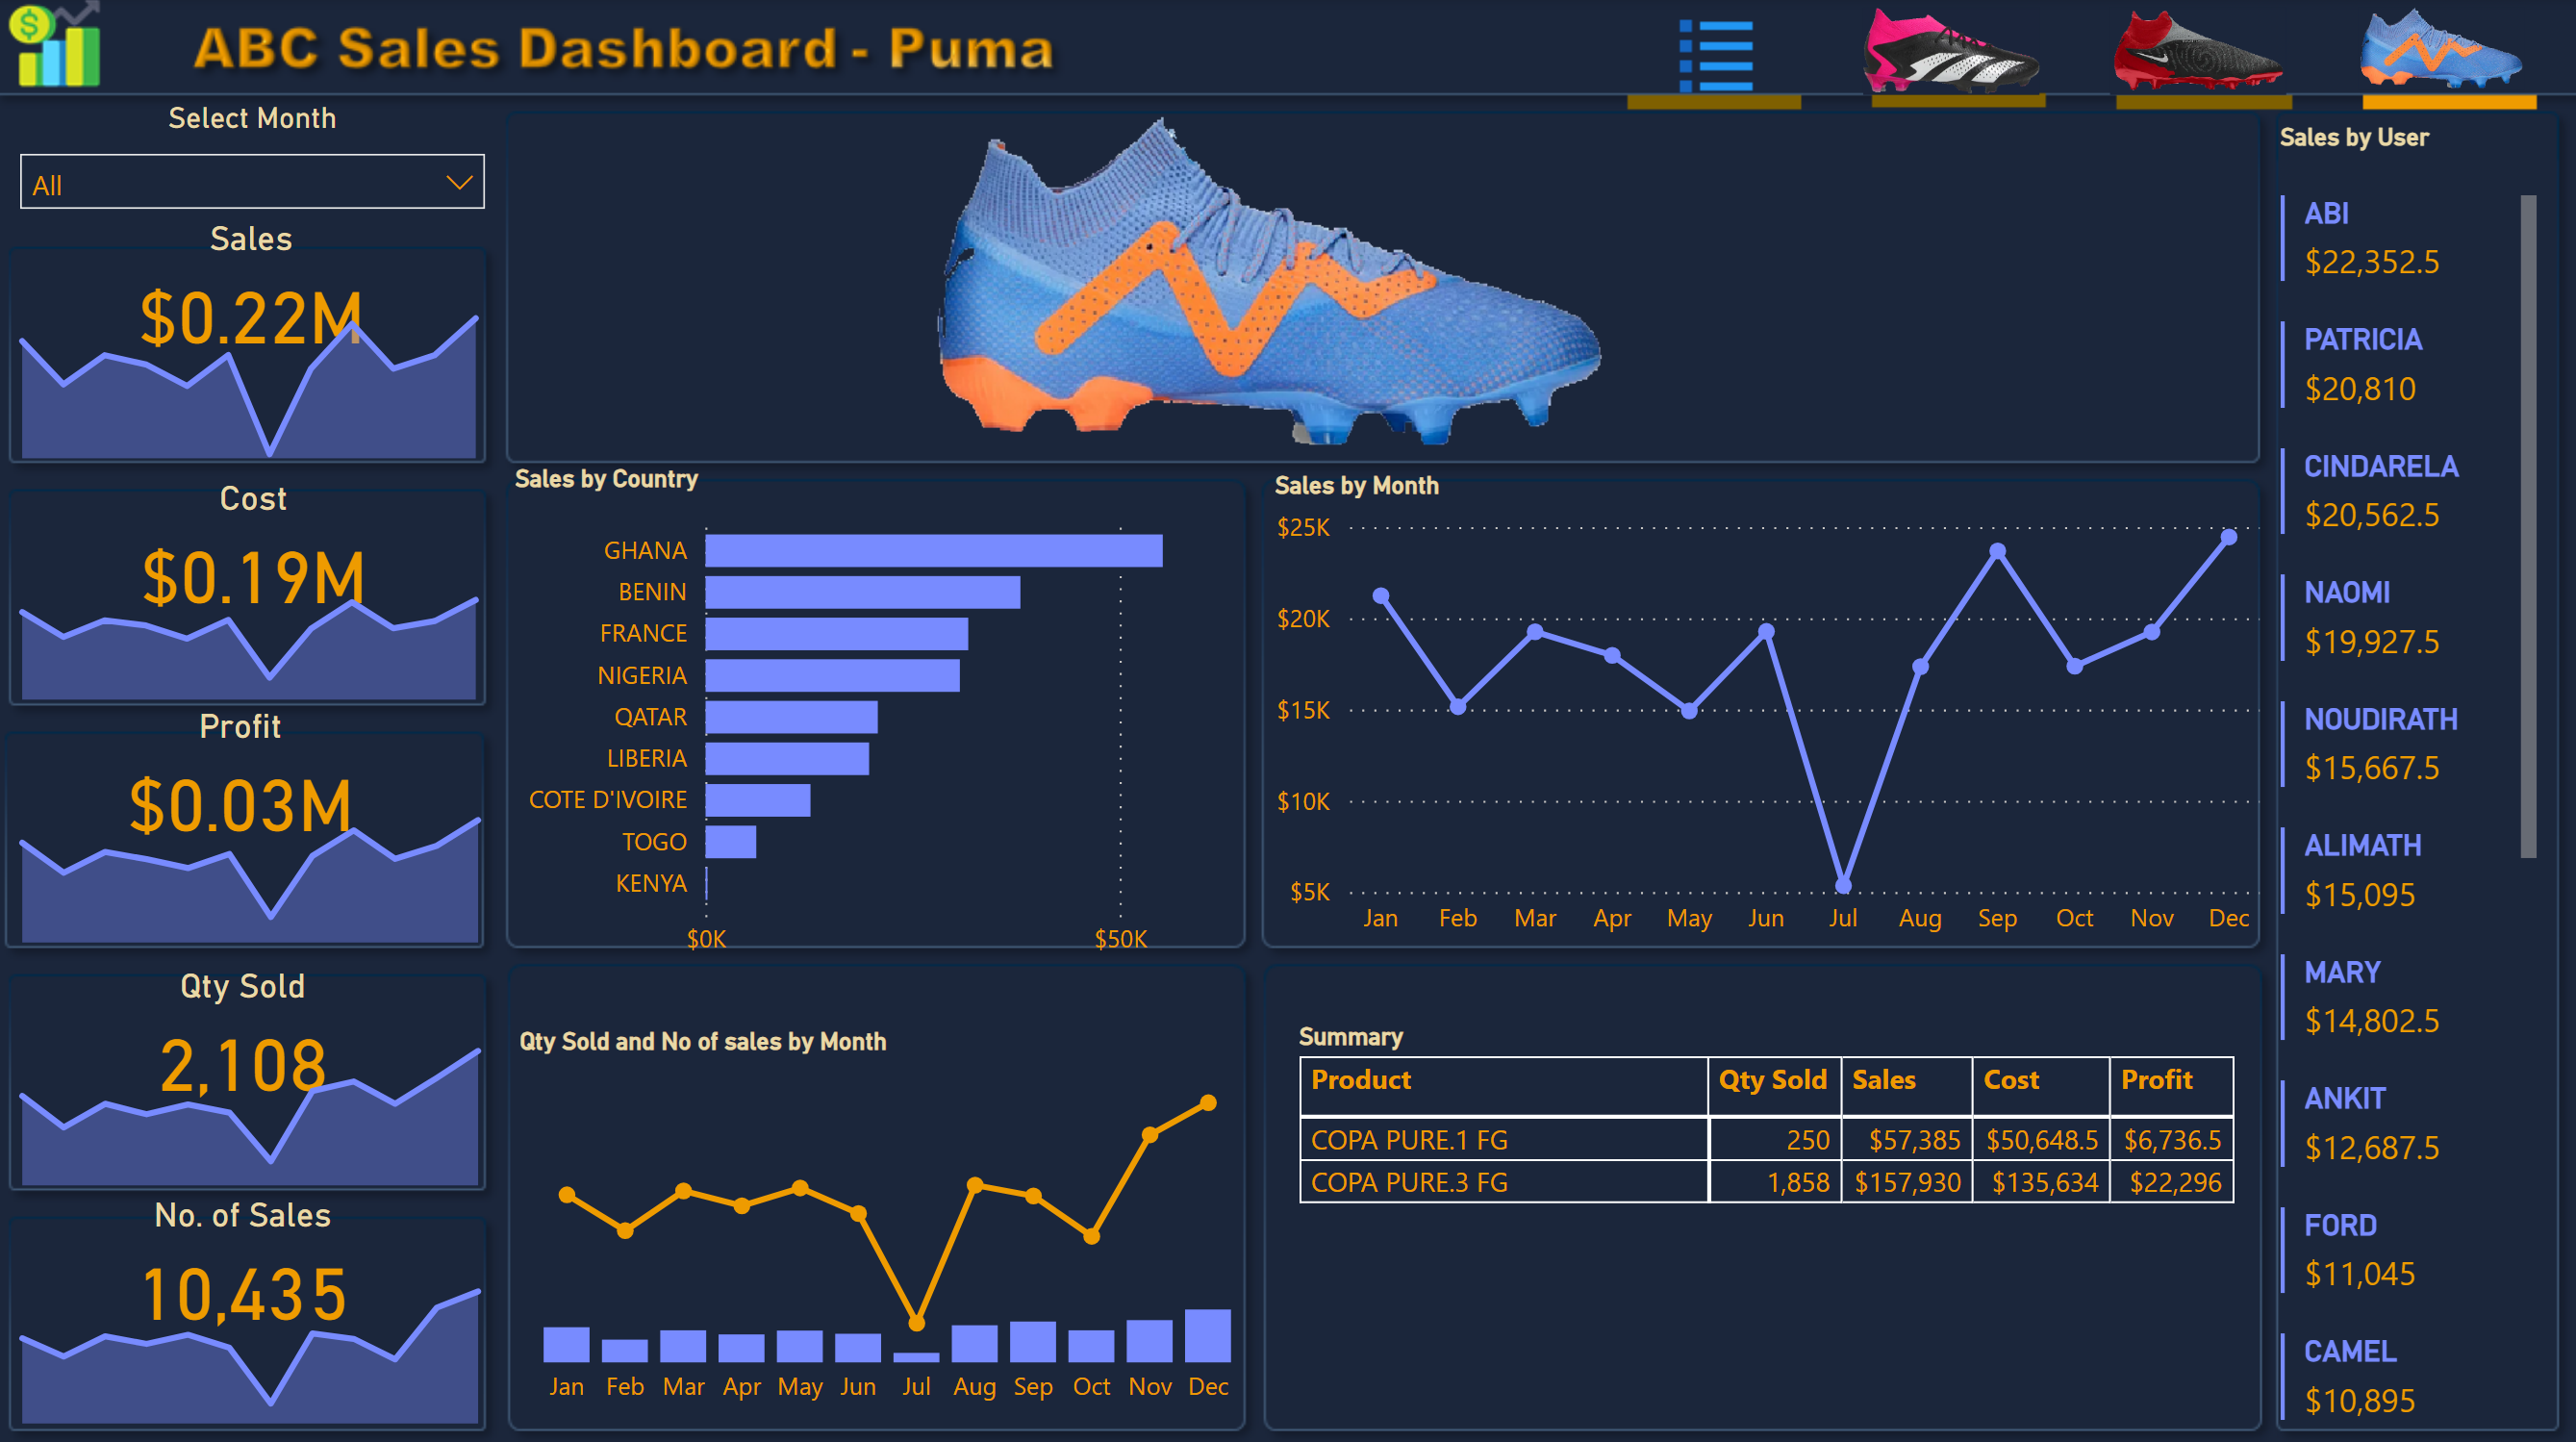 ABC Sales Dashboard - Puma
Select Month
All
Sales
$0.22M
Cost
$0.19M
Profit
$0.03M
Qty Sold
2,108
No. of Sales
10,435
Sales by Country
GHANA
BENIN
FRANCE
NIGERIA
QATAR
LIBERIA
COTE D'IVOIRE
TOGO
KENYA
$0K $50K
Sales by Month
$25K
$20K
$15K
$10K
$5K
Jan Feb Mar Apr May Jun Jul Aug Sep Oct Nov Dec
Qty Sold and No of sales by Month
Jan Feb Mar Apr May Jun Jul Aug Sep Oct Nov Dec
Summary
Product Qty Sold Sales Cost Profit
COPA PURE.1 FG 250 $57,385 $50,648.5 $6,736.5
COPA PURE.3 FG 1,858 $157,930 $135,634 $22,296
Sales by User
ABI
$22,352.5
PATRICIA
$20,810
CINDARELA
$20,562.5
NAOMI
$19,927.5
NOUDIRATH
$15,667.5
ALIMATH
$15,095
MARY
$14,802.5
ANKIT
$12,687.5
FORD
$11,045
CAMEL
$10,895